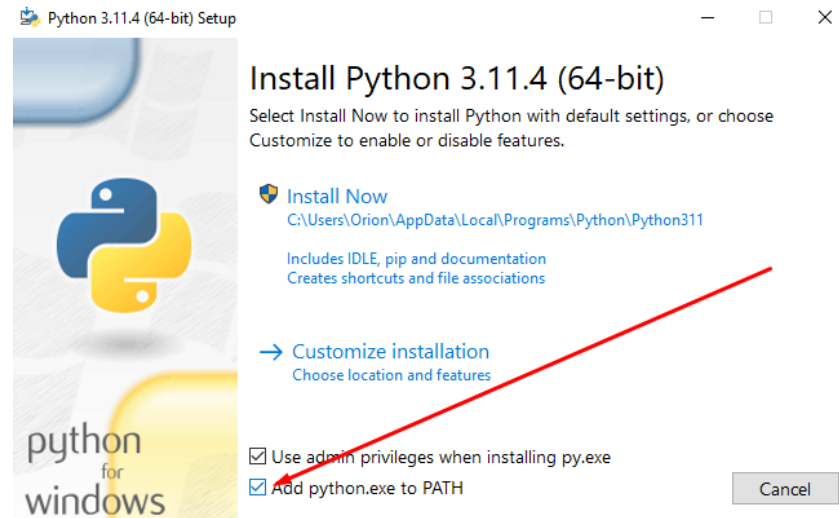 Python 3.11.4 (64-bit) Setup
Install Python 3.11.4 (64-bit)
Select Install Now to install Python with default settings, or choose
Customize to enable or disable features.
Install Now
C:\Users\Orion\AppData\Local\Programs\Python\Python311
Includes IDLE, pip and documentation
Creates shortcuts and file associations
Customize installation
Choose location and features
python
for
windows
Use admin privileges when installing py.exe
Add python.exe to PATH
Cancel